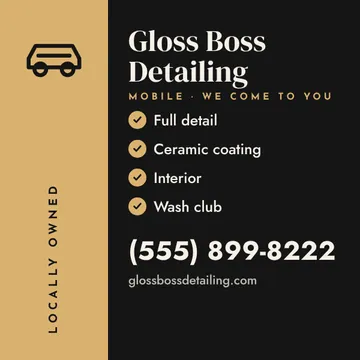 Gloss Boss
Detailing
MOBILE · WE COME TO YOU
Full detail
Ceramic coating
Interior
Wash club
(555) 899-8222
glossbossdetailing.com
LOCALLY OWNED